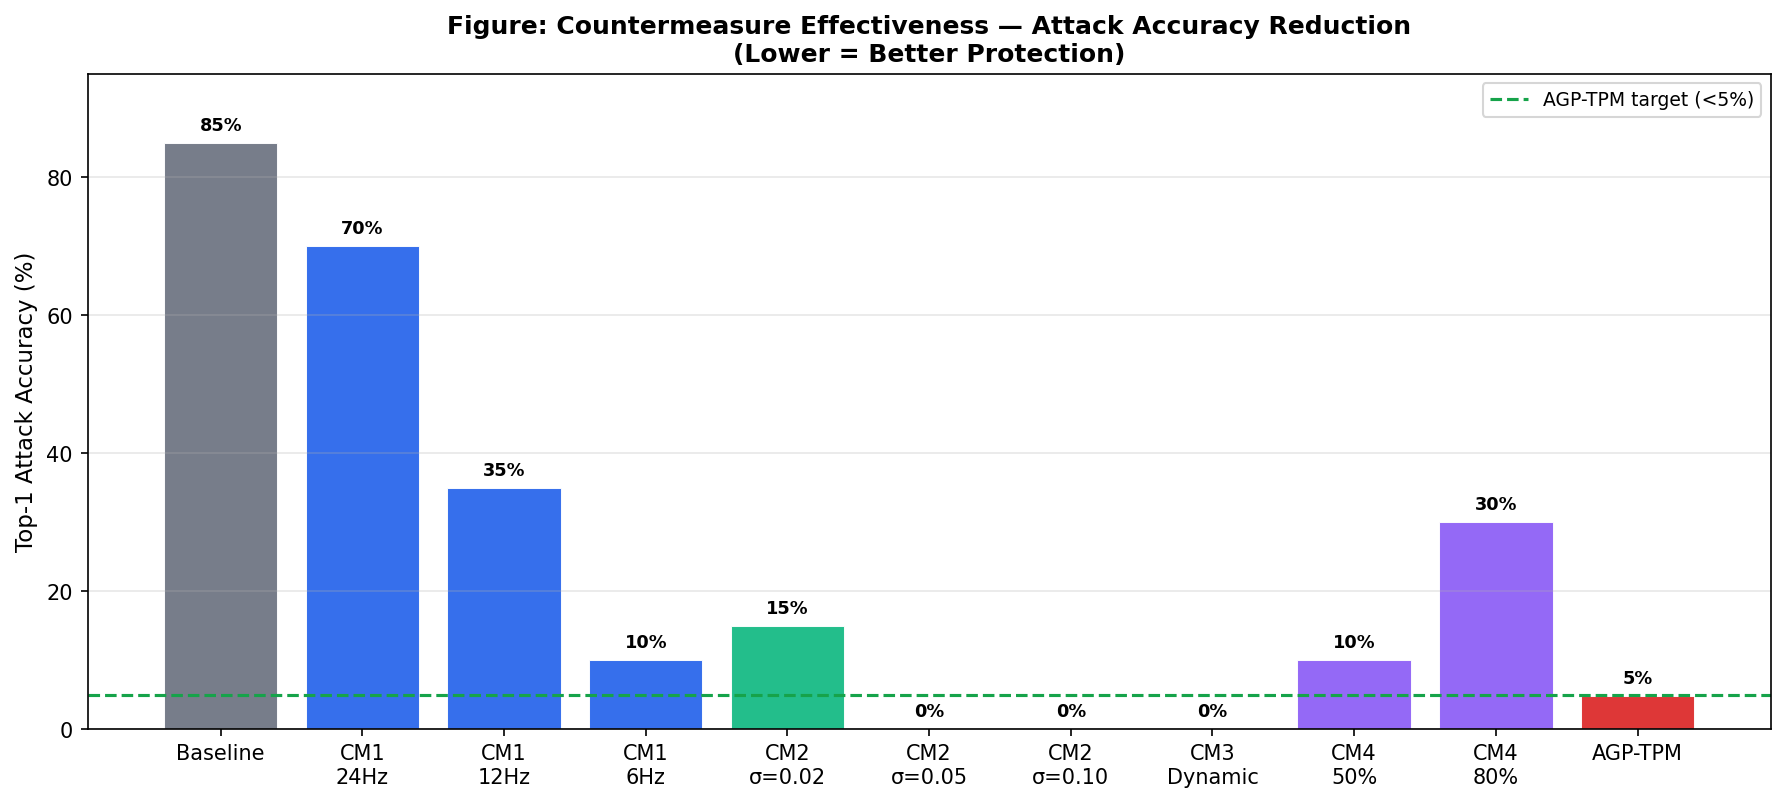 Figure: Countermeasure Effectiveness — Attack Accuracy Reduction
(Lower = Better Protection)
AGP-TPM target (<5%)
Top-1 Attack Accuracy (%)
80
60
40
20
0
85%
70%
35%
10%
15%
0%
0%
0%
10%
30%
5%
Baseline
CM1
24Hz
CM1
12Hz
CM1
6Hz
CM2
σ=0.02
CM2
σ=0.05
CM2
σ=0.10
CM3
Dynamic
CM4
50%
CM4
80%
AGP-TPM